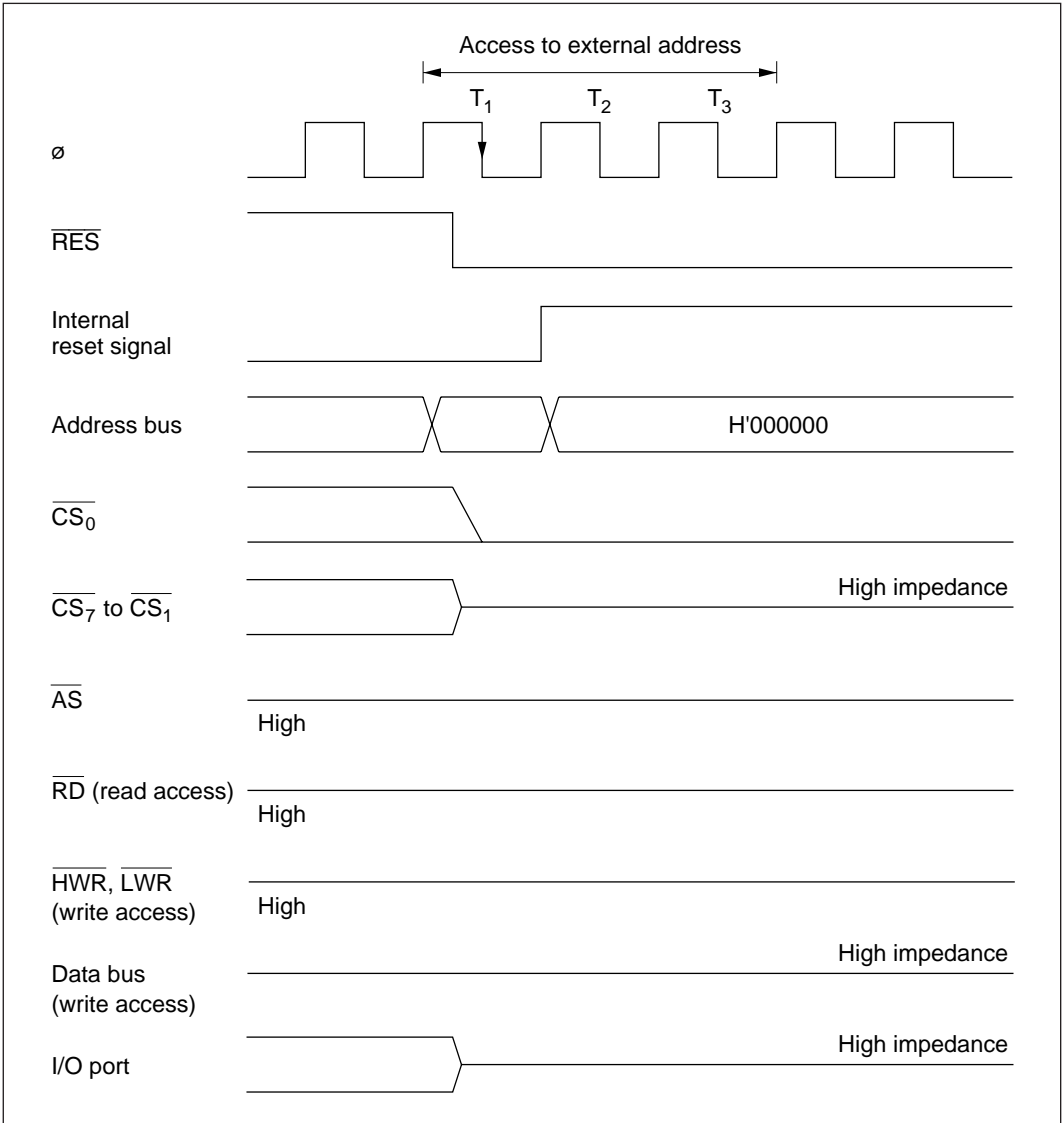 Access to external address
T1 T2 T3
ø
RES
Internal
reset signal
Address bus
H'000000
CS0
CS7 to CS1
High impedance
AS
High
RD (read access)
High
HWR, LWR
(write access)
High
Data bus
(write access)
High impedance
I/O port
High impedance